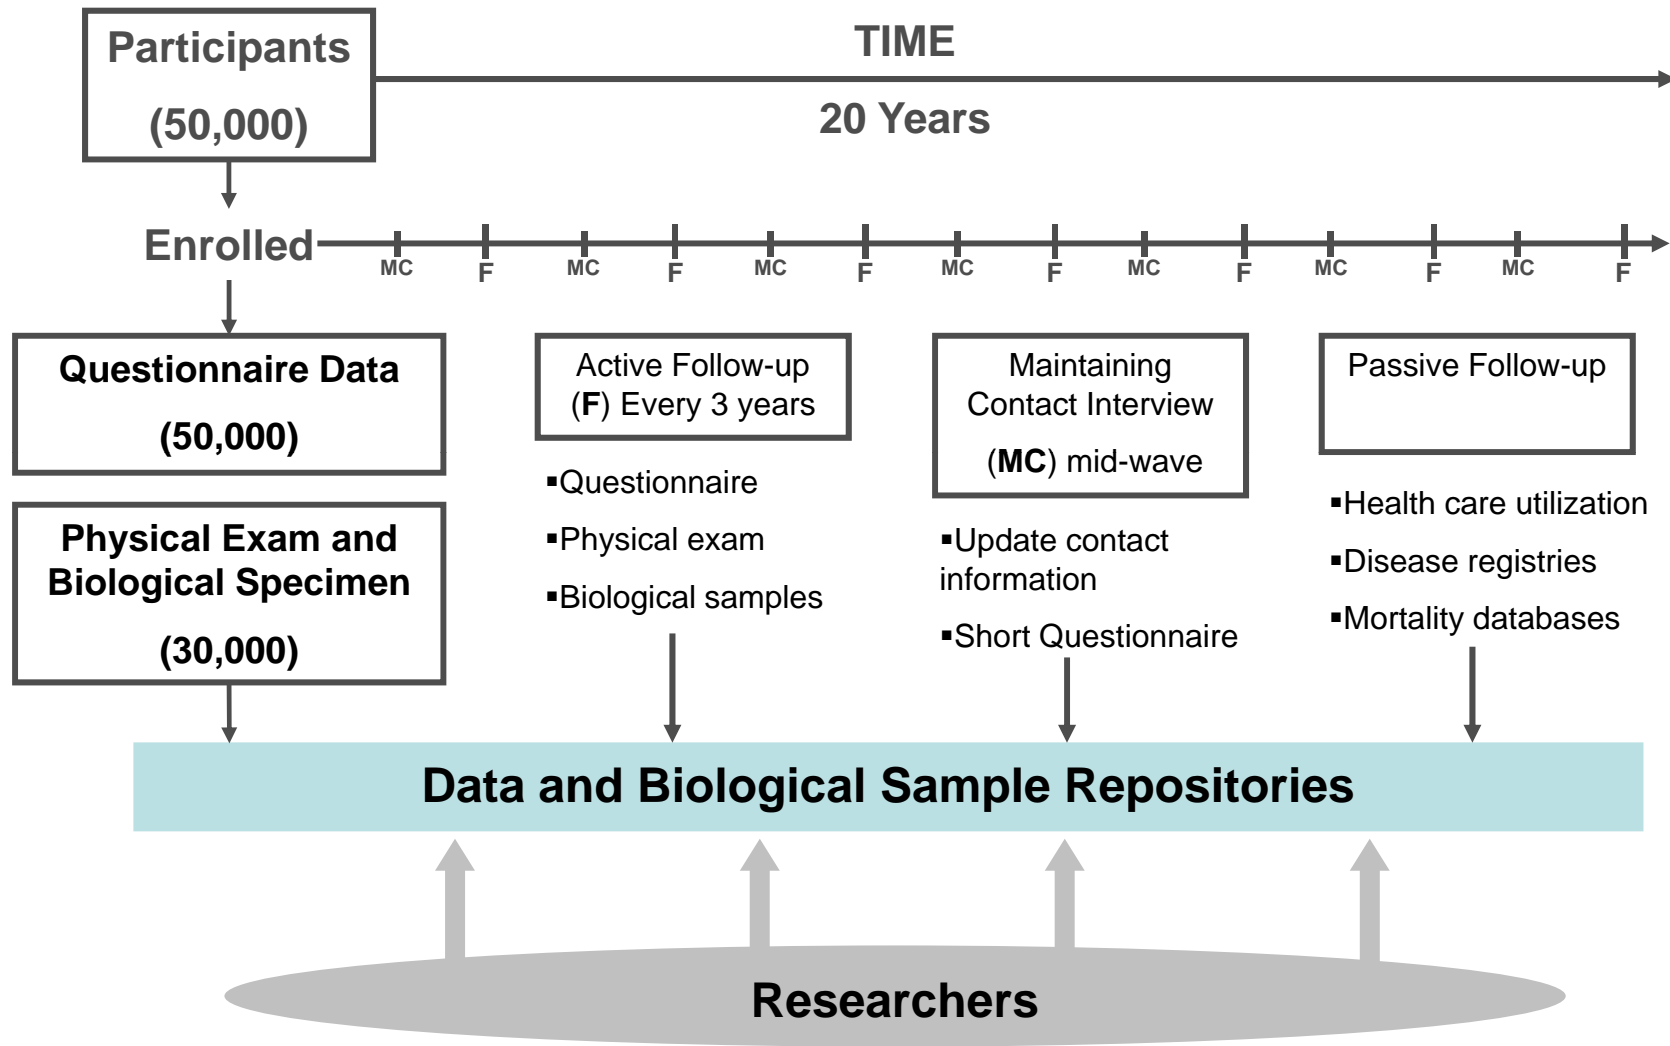 Participants
(50,000)
TIME
20 Years
Enrolled
MC F MC F MC F MC F MC F MC F MC F
Questionnaire Data
(50,000)
Physical Exam and
Biological Specimen
(30,000)
Active Follow-up
(F) Every 3 years
▪Questionnaire
▪Physical exam
▪Biological samples
Maintaining
Contact Interview
(MC) mid-wave
▪Update contact
information
▪Short Questionnaire
Passive Follow-up
▪Health care utilization
▪Disease registries
▪Mortality databases
Data and Biological Sample Repositories
Researchers